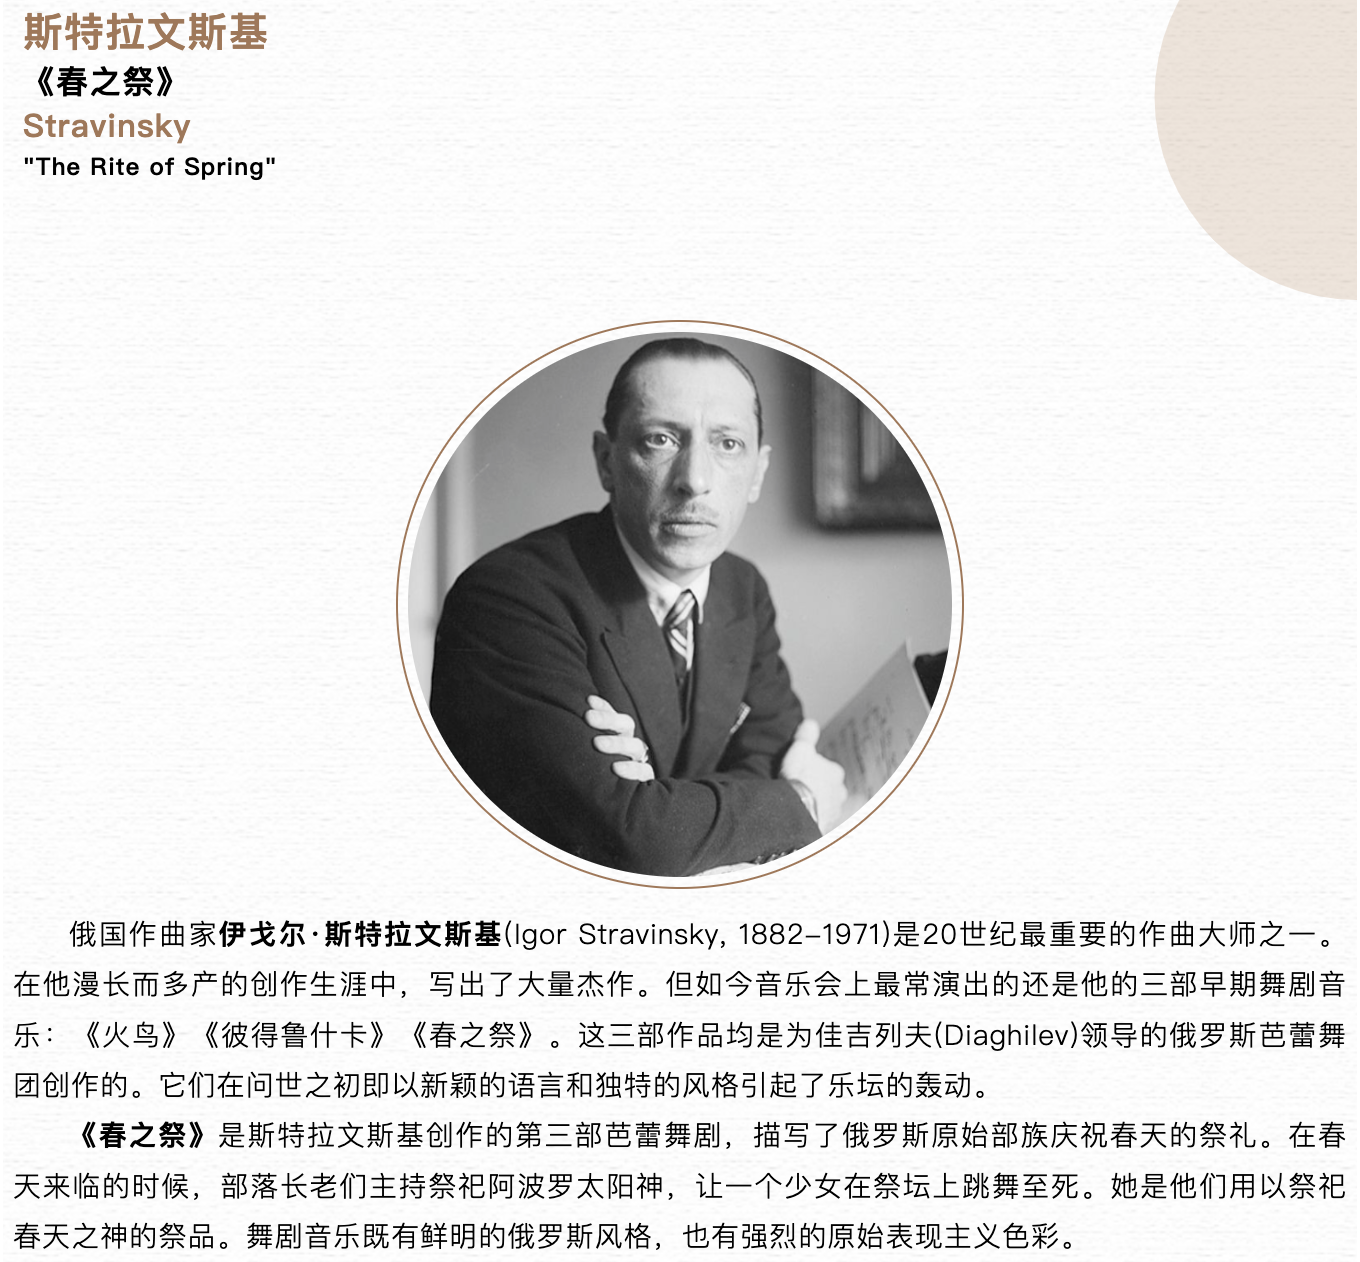 斯特拉文斯基
《春之祭》
Stravinsky
"The Rite of Spring"
俄国作曲家伊戈尔·斯特拉文斯基(Igor Stravinsky, 1882–1971)是20世纪最重要的作曲大师之一。
在他漫长而多产的创作生涯中，写出了大量杰作。但如今音乐会上最常演出的还是他的三部早期舞剧音
乐：《火鸟》《彼得鲁什卡》《春之祭》。这三部作品均是为佳吉列夫(Diaghilev)领导的俄罗斯芭蕾舞
团创作的。它们在问世之初即以新颖的语言和独特的风格引起了乐坛的轰动。
《春之祭》是斯特拉文斯基创作的第三部芭蕾舞剧，描写了俄罗斯原始部族庆祝春天的祭礼。在春
天来临的时候，部落长老们主持祭祀阿波罗太阳神，让一个少女在祭坛上跳舞至死。她是他们用以祭祀
春天之神的祭品。舞剧音乐既有鲜明的俄罗斯风格，也有强烈的原始表现主义色彩。